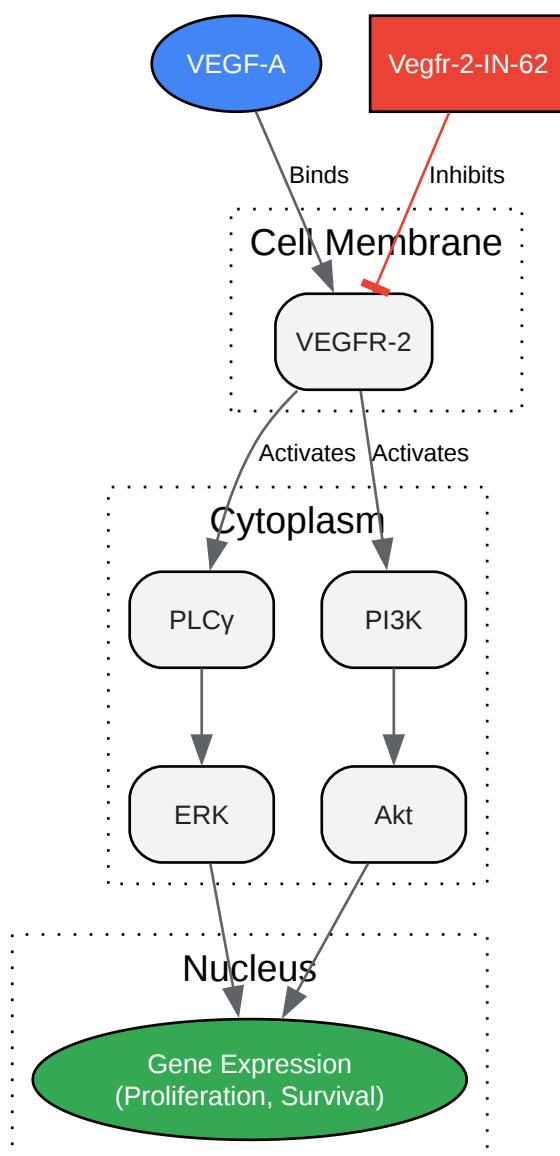 VEGF-A
Vegfr-2-IN-62
Binds
Inhibits
Cell Membrane
VEGFR-2
Activates
Activates
Cytoplasm
PLCγ
PI3K
ERK
Akt
Nucleus
Gene Expression
(Proliferation, Survival)